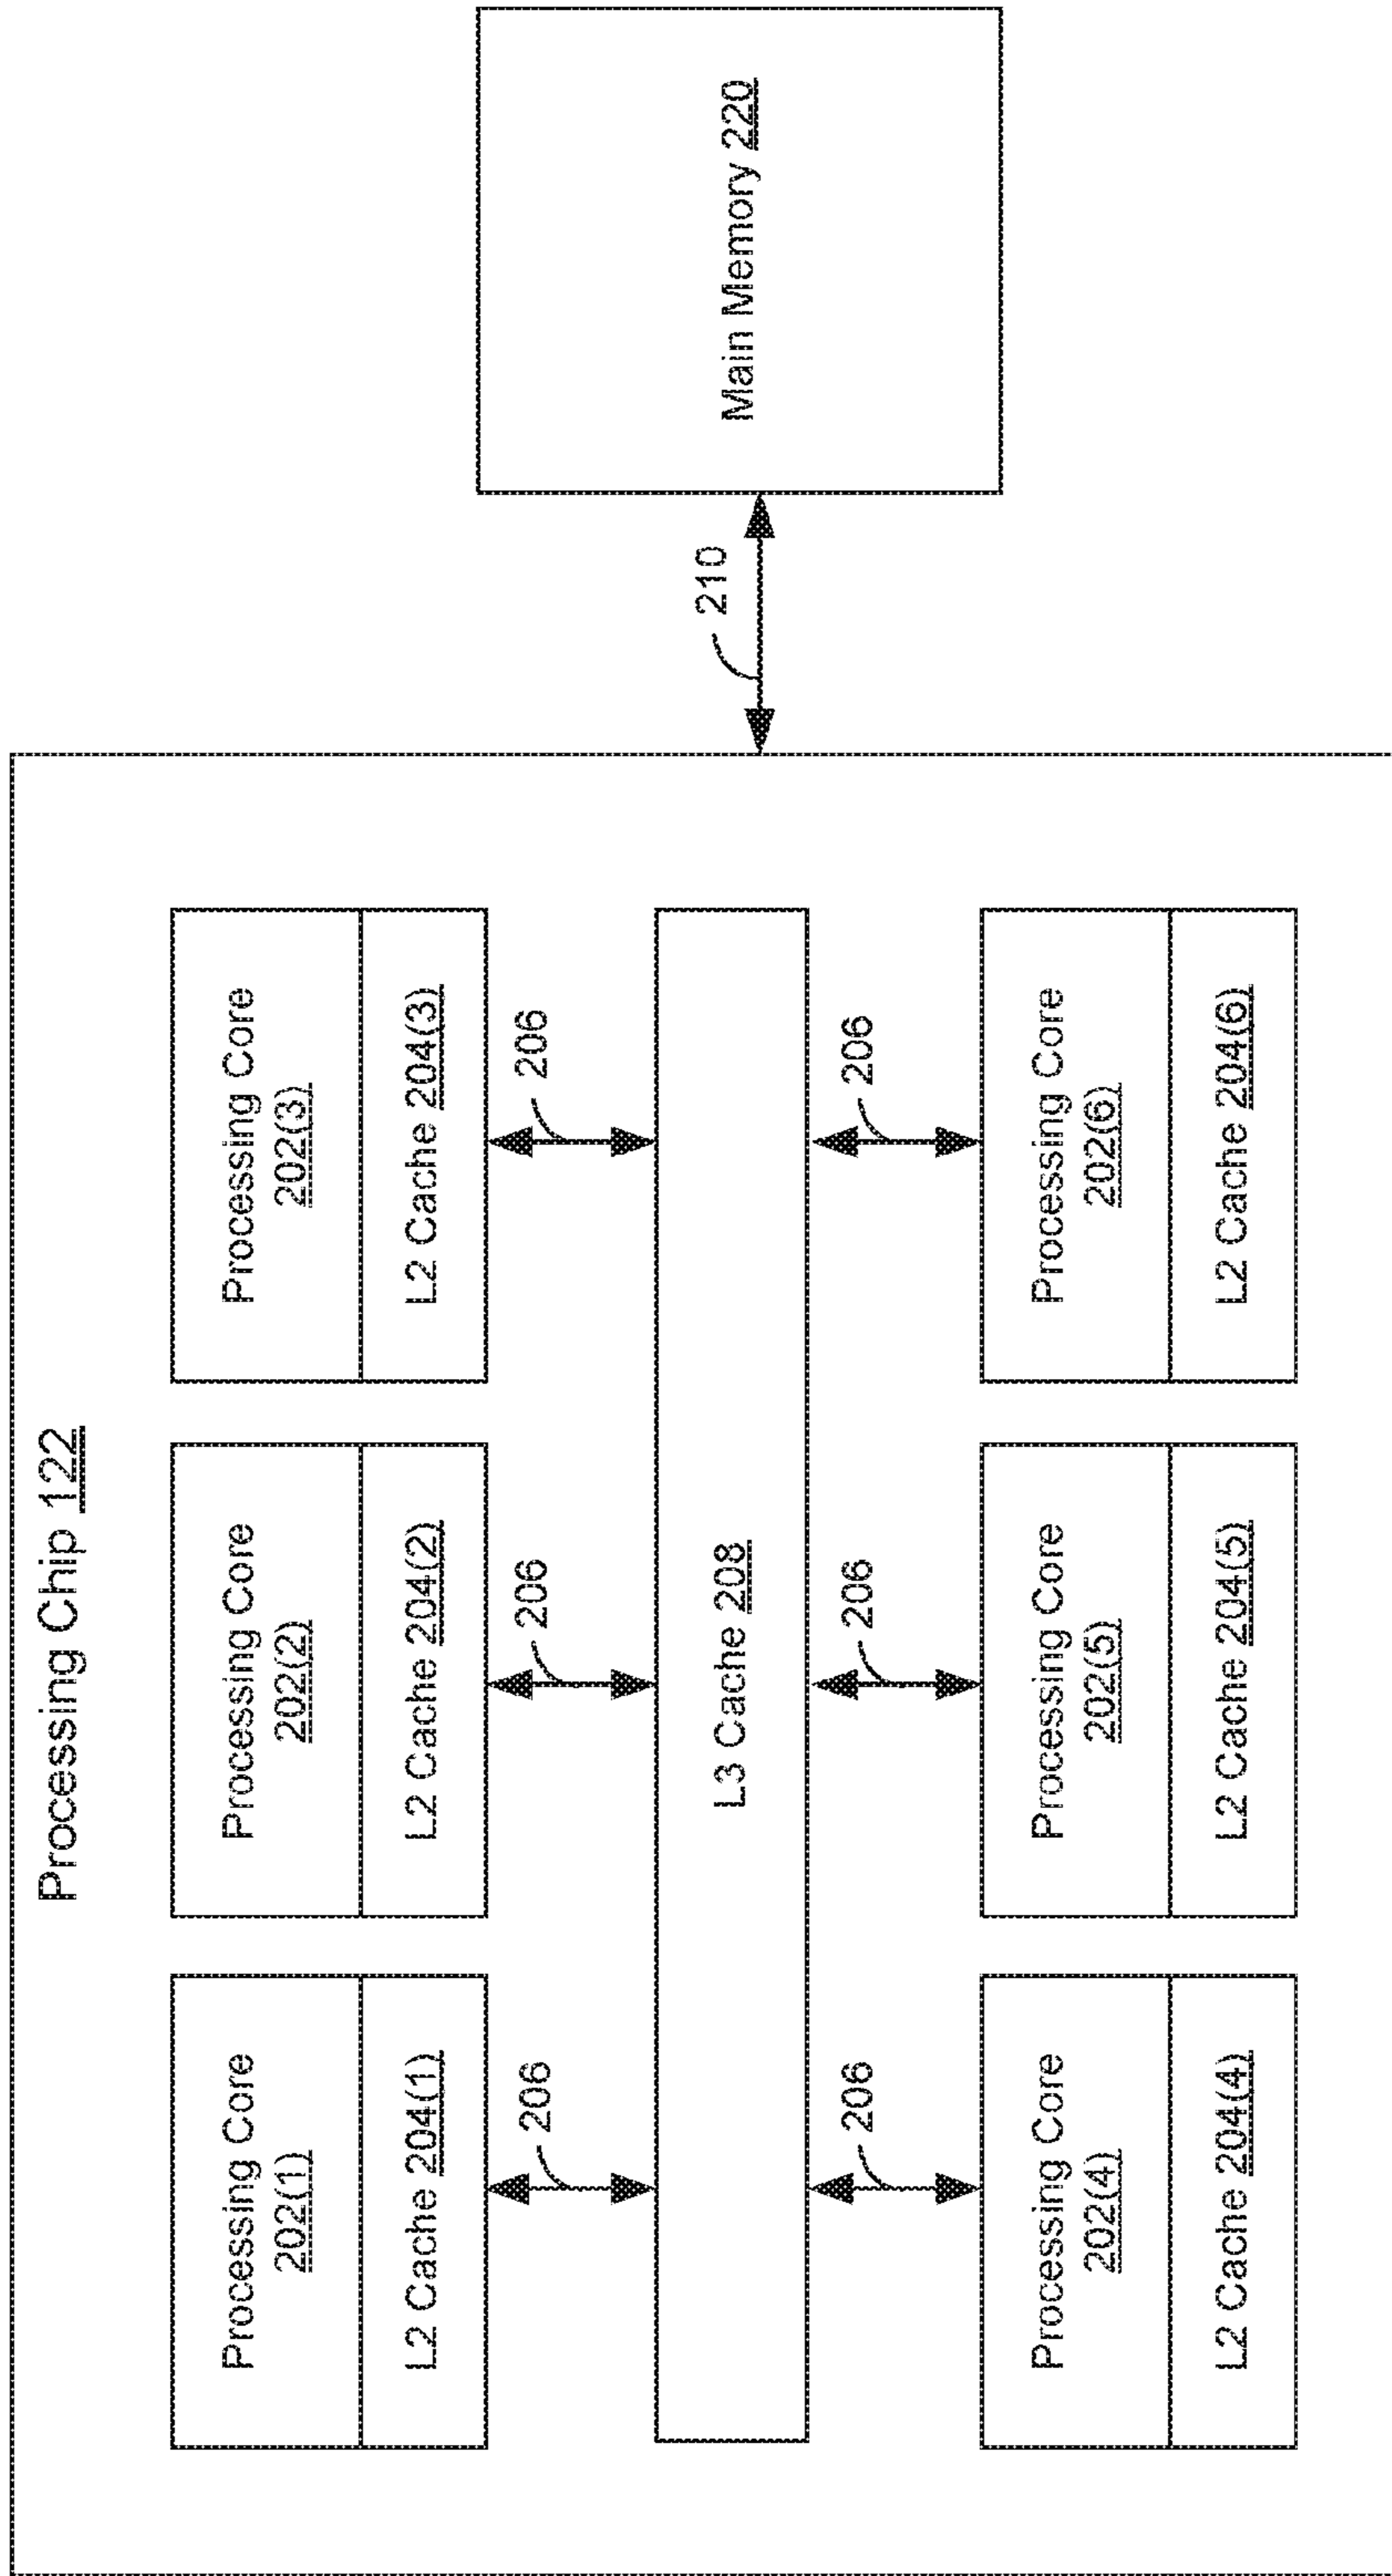 Processing Chip 122
Processing Core
202(1)
L2 Cache 204(1)
Processing Core
202(2)
L2 Cache 204(2)
Processing Core
202(3)
L2 Cache 204(3)
206
206
206
L3 Cache 208
206
206
206
Processing Core
202(4)
L2 Cache 204(4)
Processing Core
202(5)
L2 Cache 204(5)
Processing Core
202(6)
L2 Cache 204(6)
210
Main Memory 220